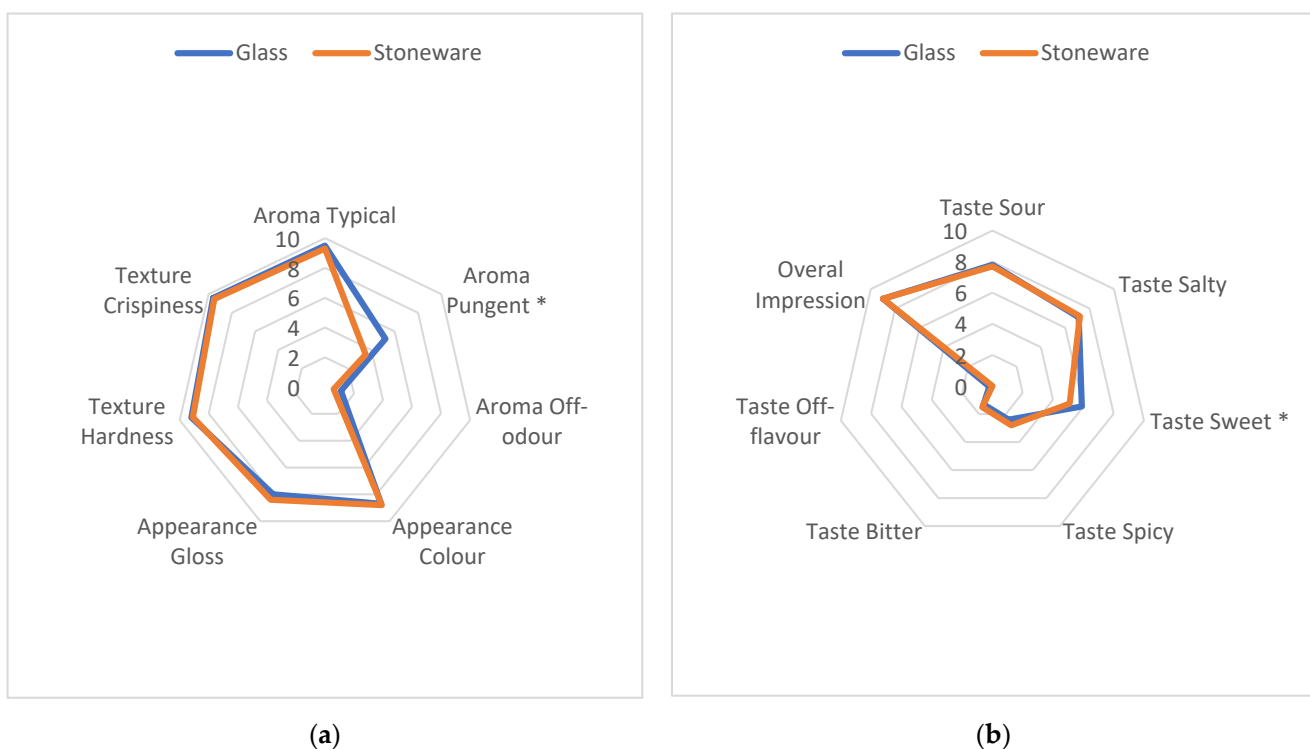 Glass Stoneware
Aroma Typical
10
8
6
4
2
0
Aroma
Pungent *
Aroma Off-
odour
Appearance
Colour
Appearance
Gloss
Texture
Hardness
Texture
Crispiness
(a)
Glass Stoneware
Taste Sour
10
8
6
4
2
0
Taste Salty
Taste Sweet *
Taste Spicy
Taste Bitter
Taste Off-
flavour
Overal
Impression
(b)